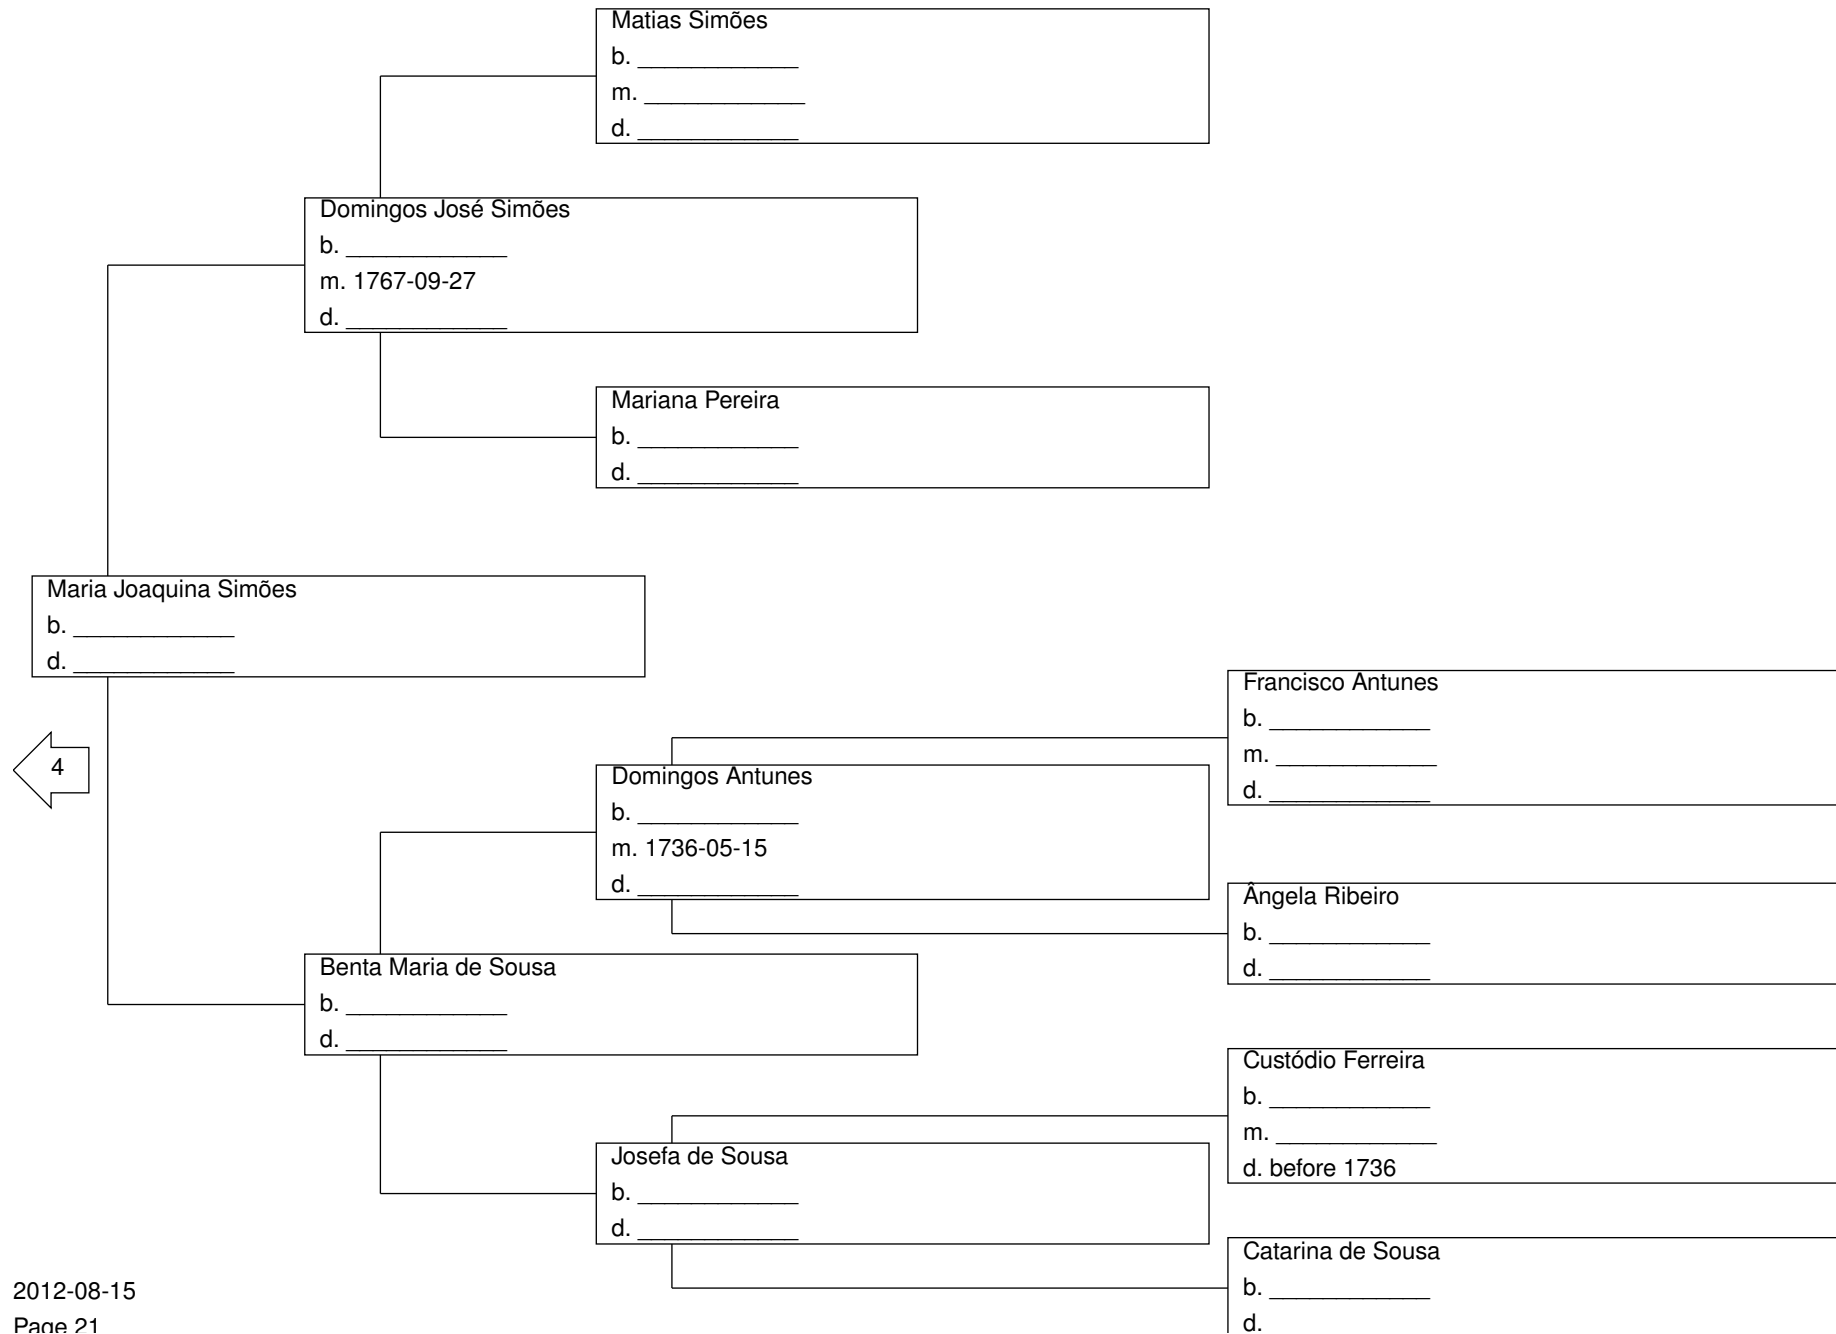 Matias Simões
b. ____________
m. ____________
d. ____________
Domingos José Simões
b. ____________
m. 1767-09-27
d. ____________
Mariana Pereira
b. ____________
d. ____________
Maria Joaquina Simões
b. ____________
d. ____________
Francisco Antunes
b. ____________
m. ____________
d. ____________
4
Domingos Antunes
b. ____________
m. 1736-05-15
d. ____________
Ângela Ribeiro
b. ____________
d. ____________
Benta Maria de Sousa
b. ____________
d. ____________
Custódio Ferreira
b. ____________
m. ____________
d. before 1736
Josefa de Sousa
b. ____________
d. ____________
Catarina de Sousa
b. ____________
d.
2012-08-15
Page 21